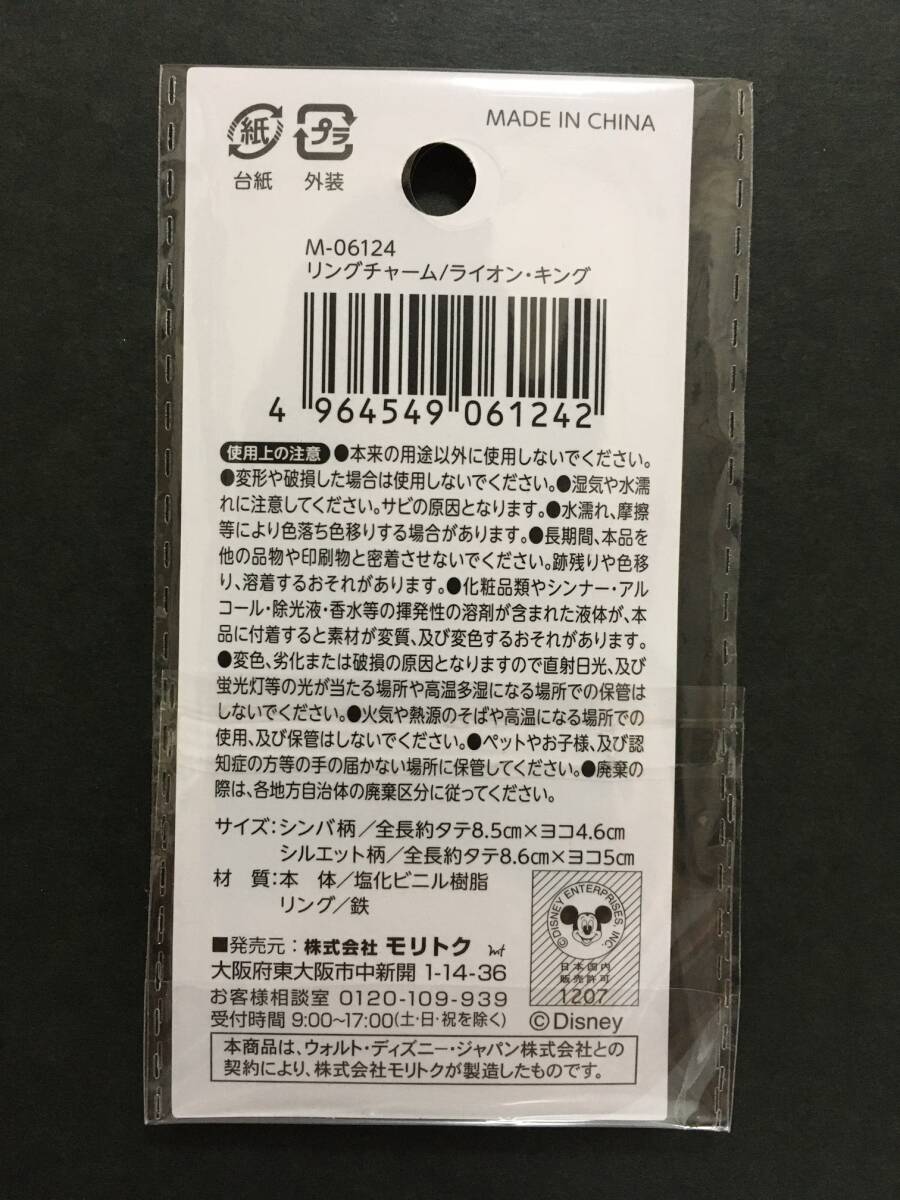 紙 プラ MADE IN CHINA
台紙 外装
M-06124
リングチャーム/ライオン・キング
4 964549 061242
使用上の注意 ●本来の用途以外に使用しないでください。
●変形や破損した場合は使用しないでください。●湿気や水濡
れに注意してください。サビの原因となります。●水濡れ、摩擦
等により色落ち色移りする場合があります。●長期間、本品を
他の品物や印刷物と密着させないでください。跡残りや色移
り、溶着するおそれがあります。●化粧品類やシンナー・アル
コール・除光液・香水等の揮発性の溶剤が含まれた液体が、本
品に付着すると素材が変質、及び変色するおそれがあります。
●変色、劣化または破損の原因となりますので直射日光、及び
蛍光灯等の光が当たる場所や高温多湿になる場所での保管は
しないでください。●火気や熱源のそばや高温になる場所での
使用、及び保管はしないでください。●ペットやお子様、及び認
知症の方等の手の届かない場所に保管してください。●廃棄の
際は、各地方自治体の廃棄区分に従ってください。
サイズ:シンバ柄/全長約タテ8.5㎝×ヨコ4.6㎝
シルエット柄/全長約タテ8.6㎝×ヨコ5㎝
材 質:本 体/塩化ビニル樹脂
リング/鉄
©DISNEY ENTERPRISES, INC.
日本国内
販売許可
1207
©Disney
■発売元:株式会社 モリトク
大阪府東大阪市中新開 1-14-36
お客様相談室 0120-109-939
受付時間 9:00~17:00(土・日・祝を除く)
本商品は、ウォルト・ディズニー・ジャパン株式会社との
契約により、株式会社モリトクが製造したものです。